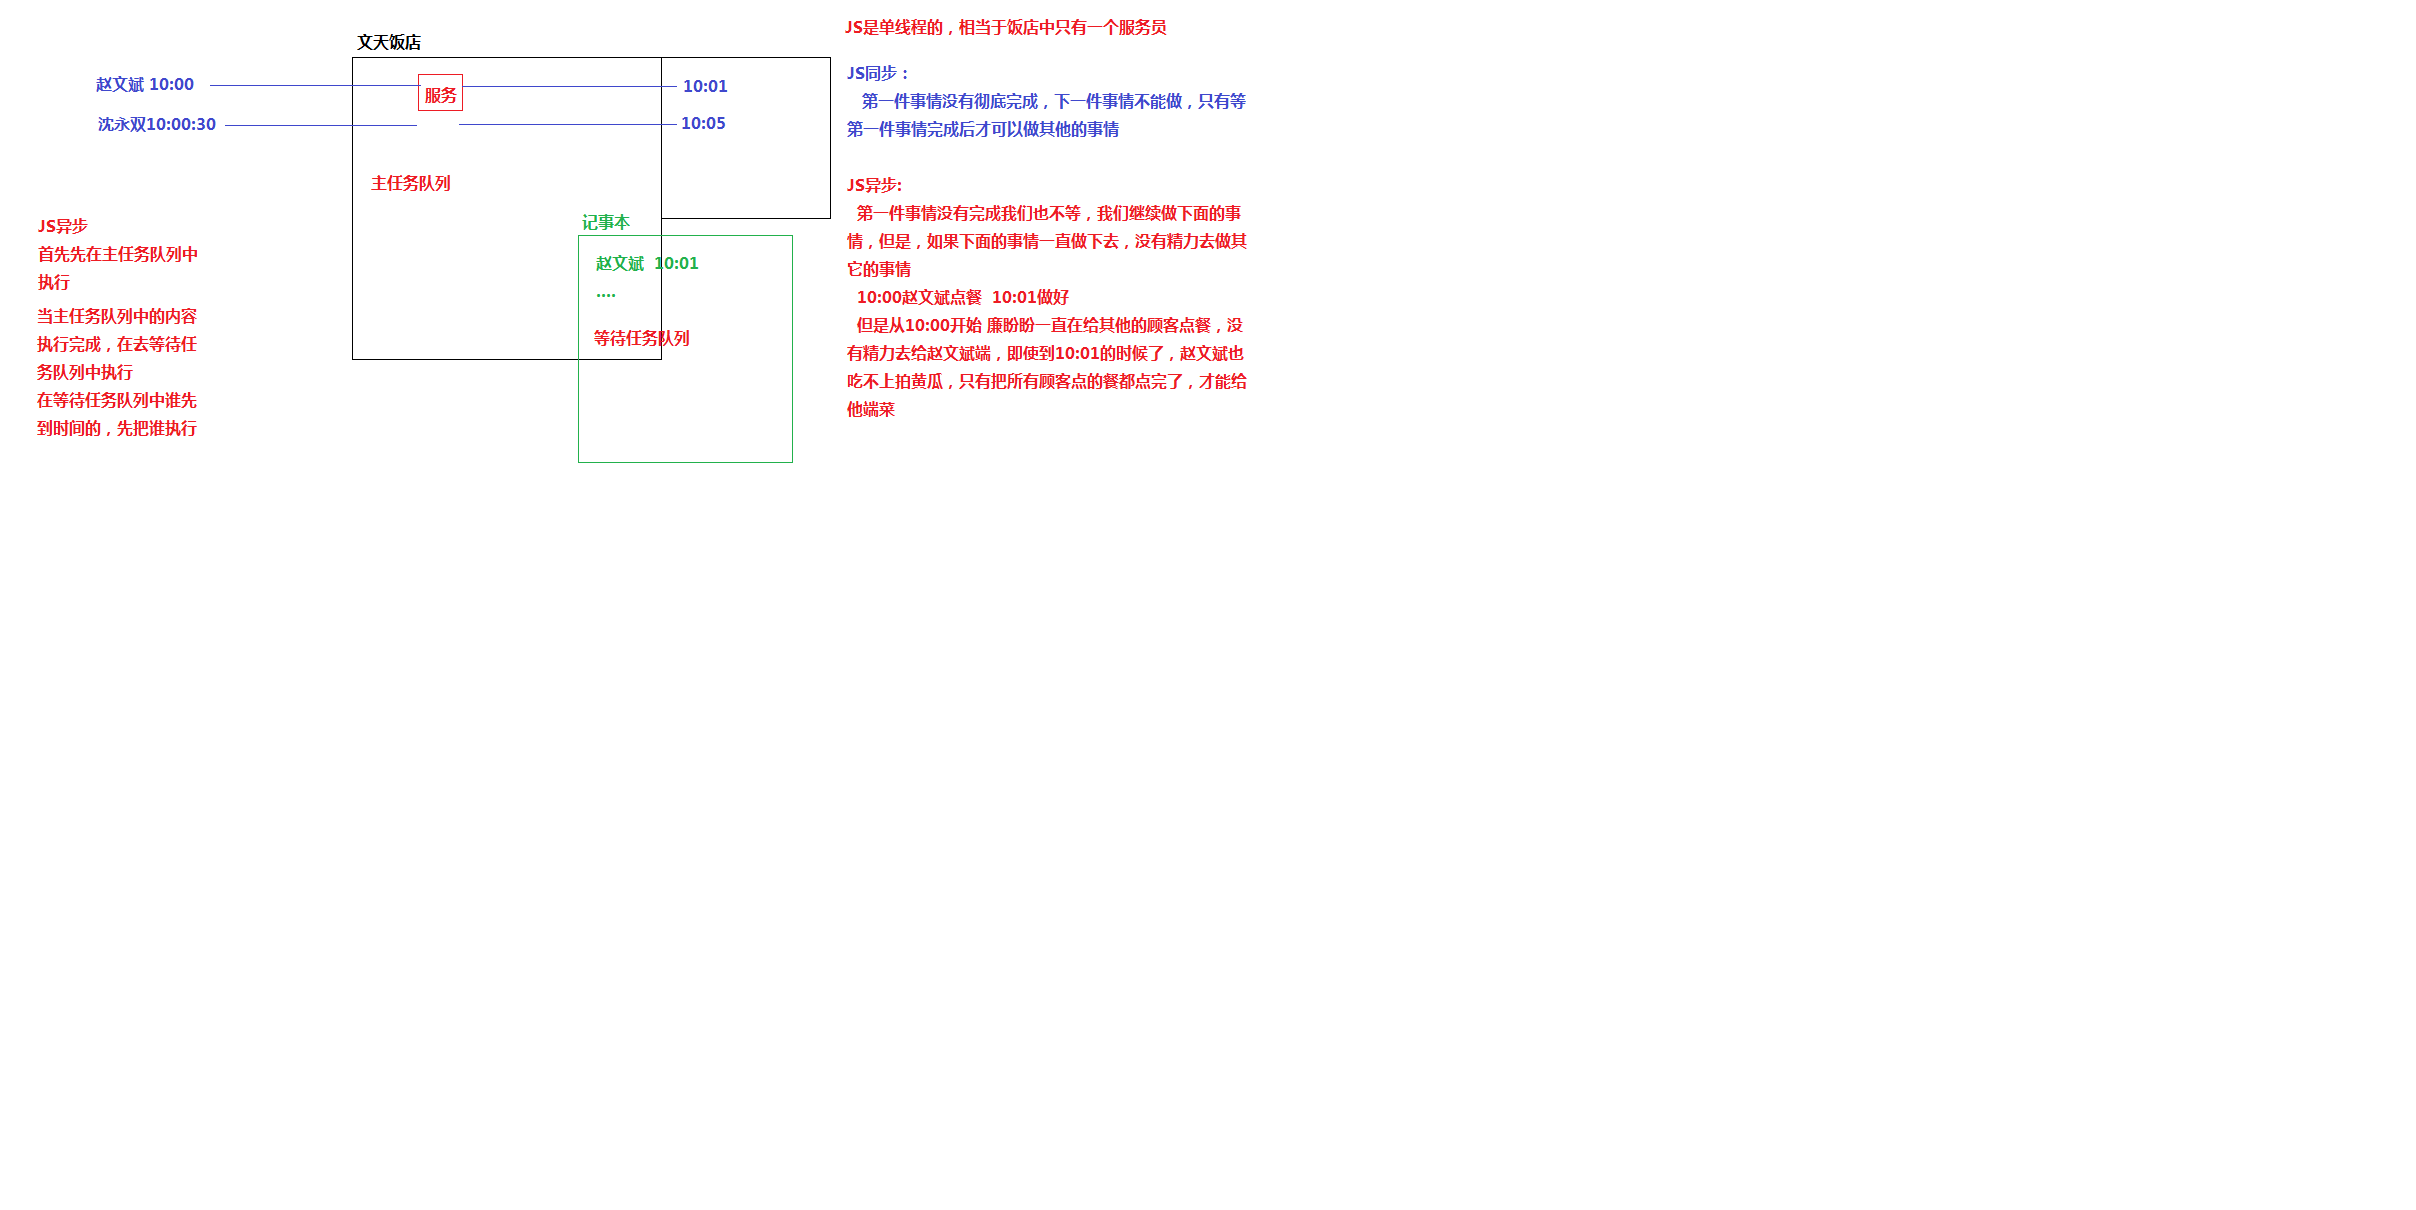 文天饭店
赵文斌 10:00
服务
10:01
沈永双10:00:30
10:05
主任务队列
记事本
赵文斌  10:01
....
等待任务队列
JS异步
首先先在主任务队列中
执行
当主任务队列中的内容
执行完成，在去等待任
务队列中执行
在等待任务队列中谁先
到时间的，先把谁执行
JS是单线程的，相当于饭店中只有一个服务员
JS同步：
第一件事情没有彻底完成，下一件事情不能做，只有等
第一件事情完成后才可以做其他的事情
JS异步:
第一件事情没有完成我们也不等，我们继续做下面的事
情，但是，如果下面的事情一直做下去，没有精力去做其
它的事情
10:00赵文斌点餐  10:01做好
但是从10:00开始 廉盼盼一直在给其他的顾客点餐，没
有精力去给赵文斌端，即使到10:01的时候了，赵文斌也
吃不上拍黄瓜，只有把所有顾客点的餐都点完了，才能给
他端菜